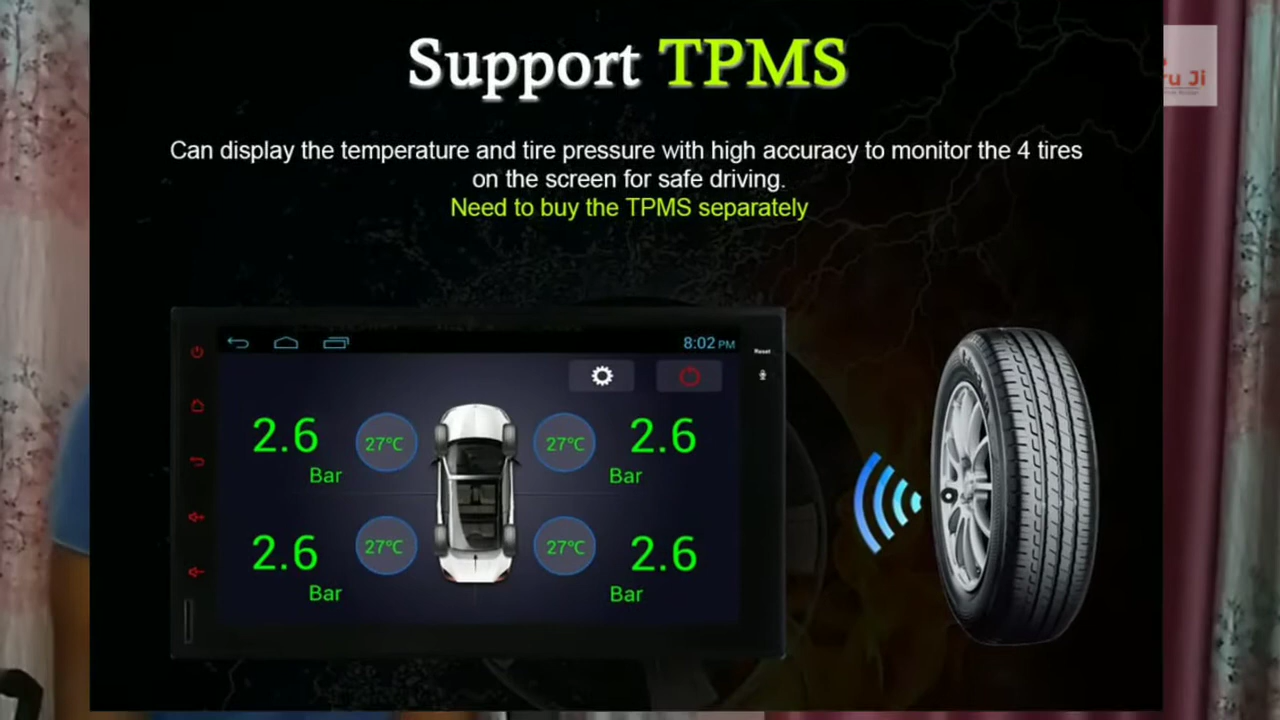 Support TPMS
ru Ji
Can display the temperature and tire pressure with high accuracy to monitor the 4 tires
on the screen for safe driving.
Need to buy the TPMS separately
8:02 PM
Reset
2.6 27°C 27°C 2.6
Bar Bar
2.6 27°C 27°C 2.6
Bar Bar